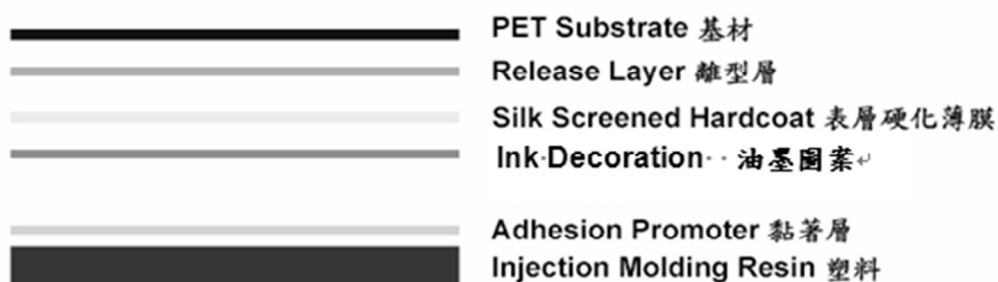 PET Substrate 基材
Release Layer 離型層
Silk Screened Hardcoat 表層硬化薄膜
Ink·Decoration· · 油墨圖案↵
Adhesion Promoter 黏著層
Injection Molding Resin 塑料